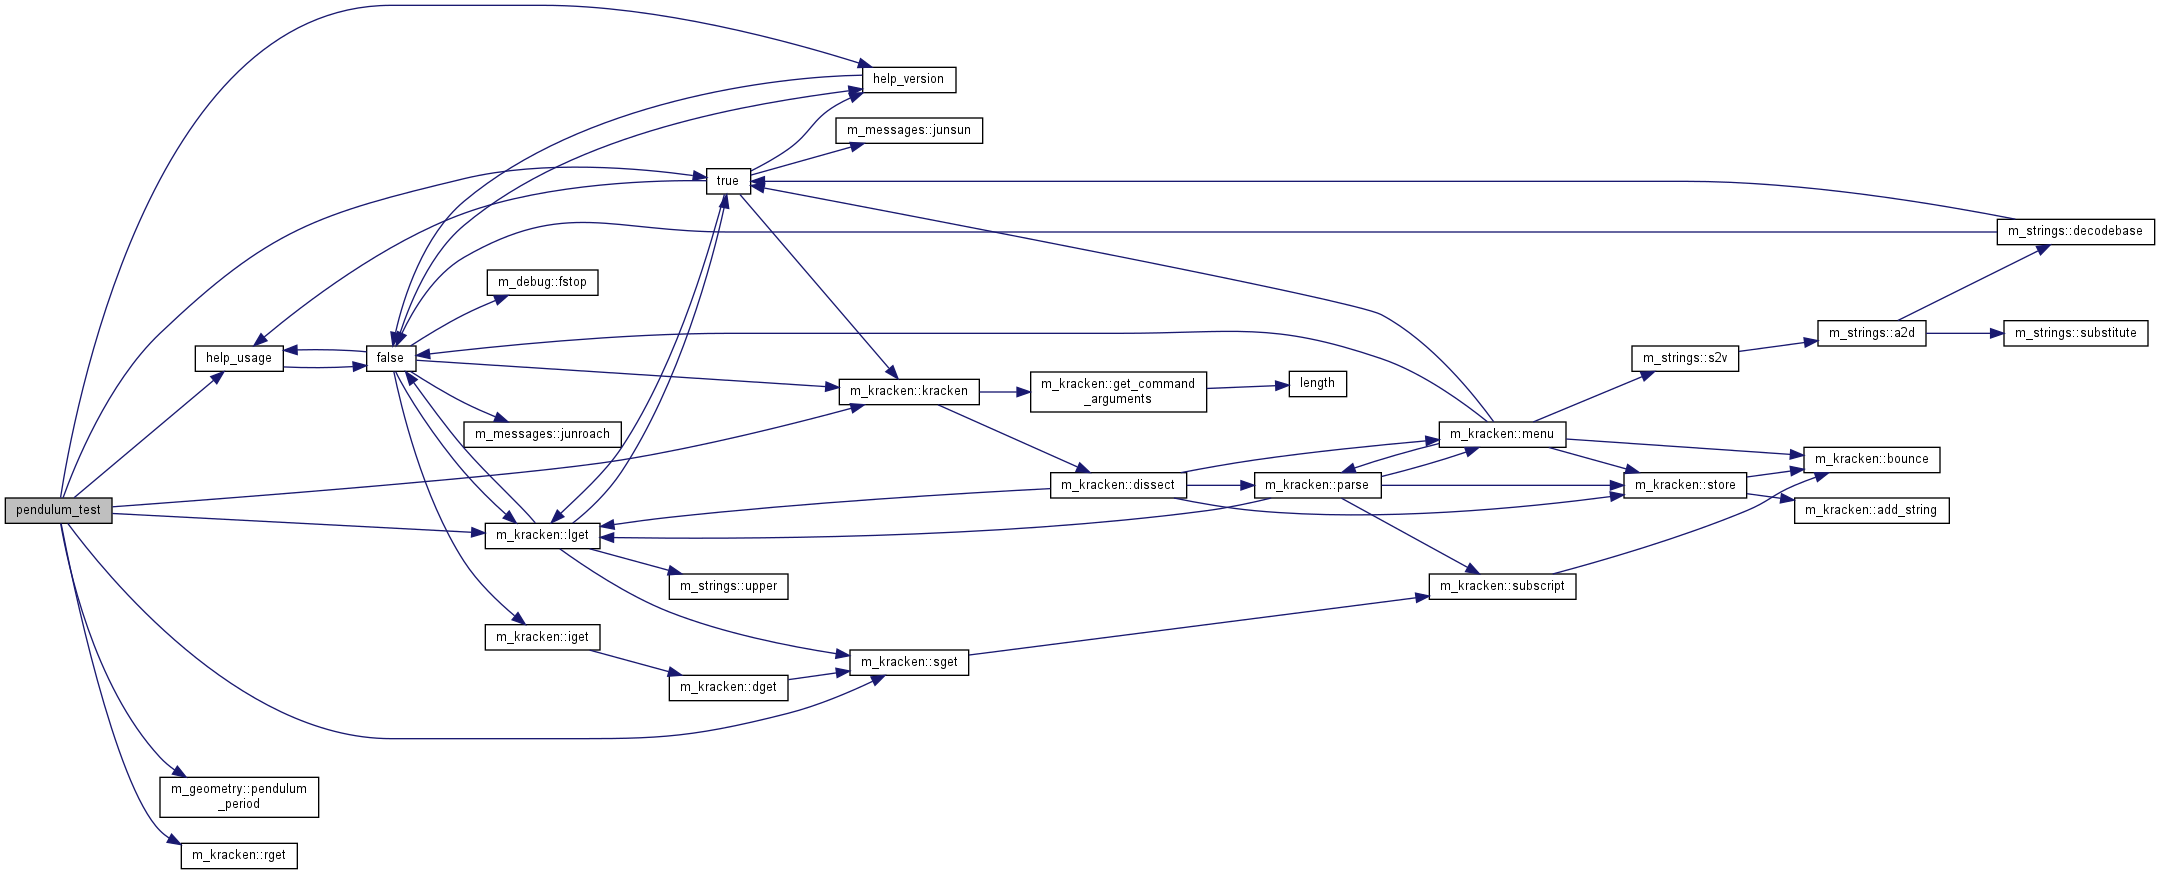 help_version
m_messages::junsun
true
m_strings::decodebase
m_debug::fstop
m_strings::a2d
m_strings::substitute
help_usage
false
m_strings::s2v
m_kracken::kracken
m_kracken::get_command
_arguments
length
m_messages::junroach
m_kracken::menu
m_kracken::bounce
m_kracken::dissect
m_kracken::parse
m_kracken::store
pendulum_test
m_kracken::add_string
m_kracken::lget
m_strings::upper
m_kracken::subscript
m_kracken::iget
m_kracken::sget
m_kracken::dget
m_geometry::pendulum
_period
m_kracken::rget